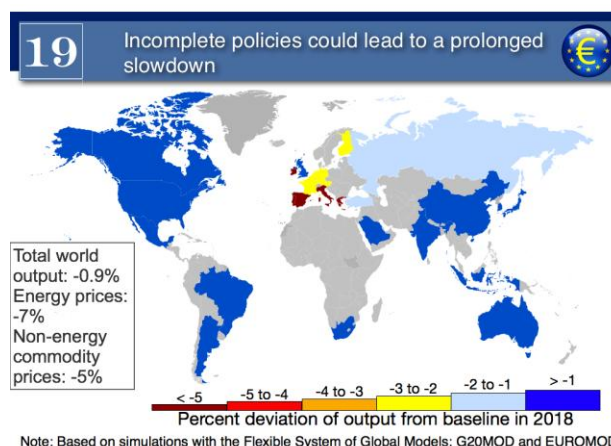 19
Incomplete policies could lead to a prolonged
slowdown
€
Total world
output: -0.9%
Energy prices:
-7%
Non-energy
commodity
prices: -5%
< -5 -5 to -4 -4 to -3 -3 to -2 -2 to -1 > -1
Percent deviation of output from baseline in 2018
Note: Based on simulations with the Flexible System of Global Models: G20MOD and EUROMOD